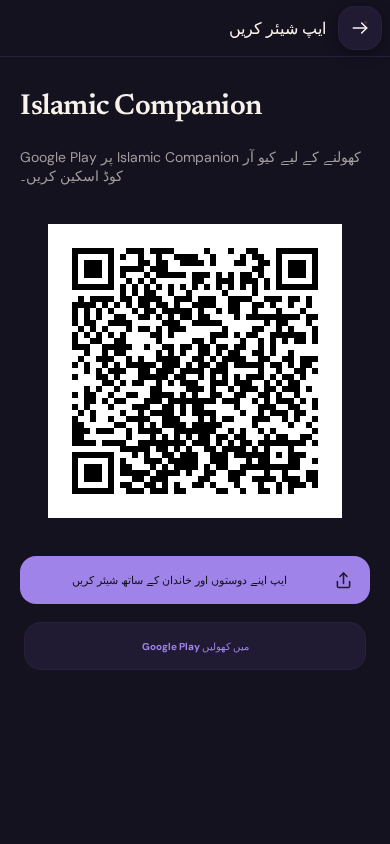 ایپ شیئر کریں
Islamic Companion
Google Play پر Islamic Companion کھولنے کے لیے کیو آر
کوڈ اسکین کریں۔
ایپ اپنے دوستوں اور خاندان کے ساتھ شیئر کریں
Google Play میں کھولیں